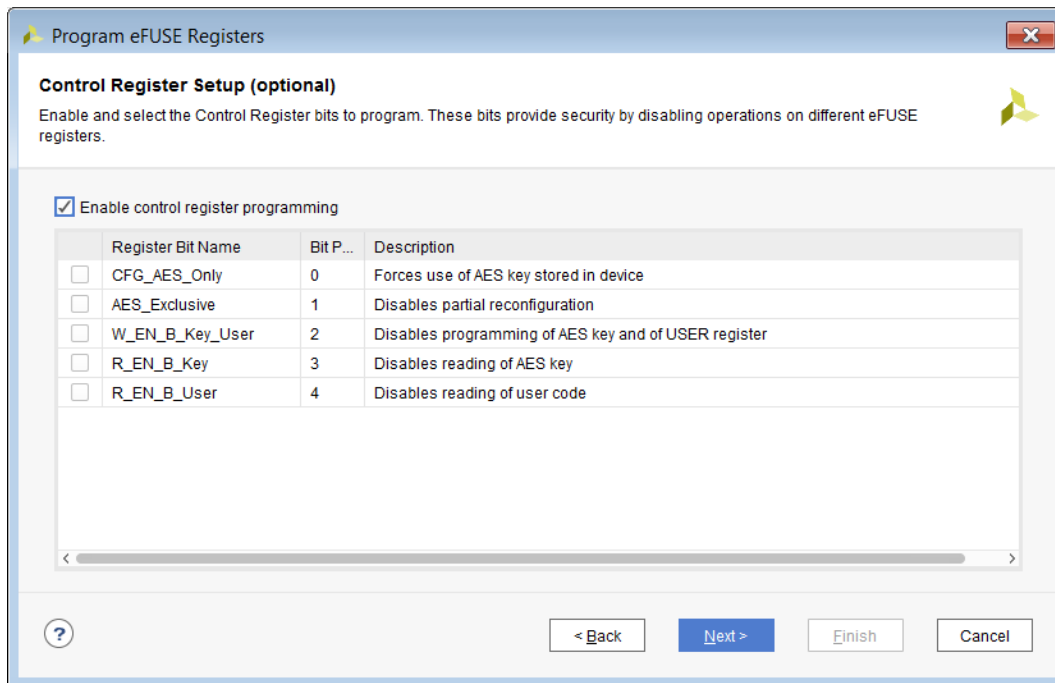 Program eFUSE Registers
Control Register Setup (optional)
Enable and select the Control Register bits to program. These bits provide security by disabling operations on different eFUSE
registers.
Enable control register programming
Register Bit Name Bit P... Description
CFG_AES_Only 0 Forces use of AES key stored in device
AES_Exclusive 1 Disables partial reconfiguration
W_EN_B_Key_User 2 Disables programming of AES key and of USER register
R_EN_B_Key 3 Disables reading of AES key
R_EN_B_User 4 Disables reading of user code
? < Back Next > Finish Cancel